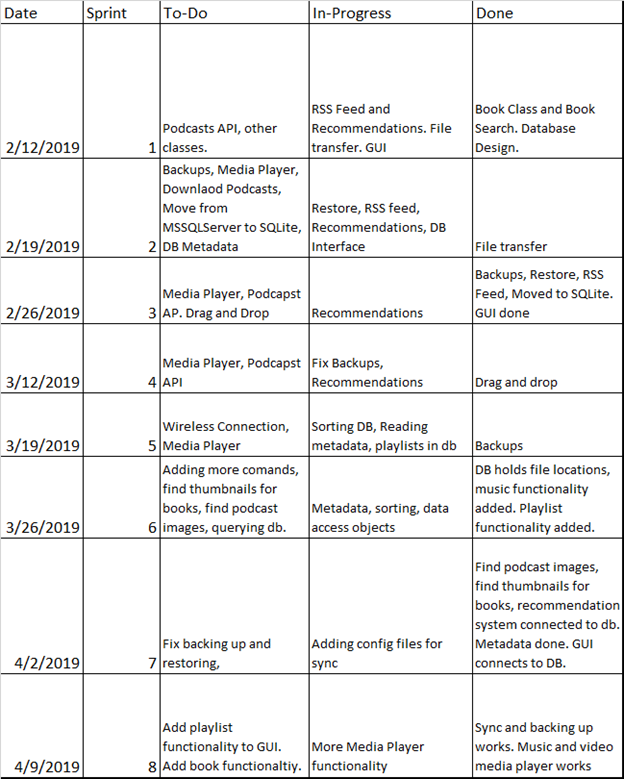 Date Sprint To-Do In-Progress Done
2/12/2019 1
Podcasts API, other
classes.
RSS Feed and
Recommendations. File
transfer. GUI
Book Class and Book
Search. Database
Design.
2/19/2019 2
Backups, Media Player,
Downlaod Podcasts,
Move from
MSSQLServer to SQLite,
DB Metadata
Restore, RSS feed,
Recommendations, DB
Interface
File transfer
2/26/2019 3
Media Player, Podcapst
AP. Drag and Drop
Recommendations
Backups, Restore, RSS
Feed, Moved to SQLite.
GUI done
3/12/2019 4
Media Player, Podcapst
API
Fix Backups,
Recommendations
Drag and drop
3/19/2019 5
Wireless Connection,
Media Player
Sorting DB, Reading
metadata, playlists in db
Backups
3/26/2019 6
Adding more comands,
find thumbnails for
books, find podcast
images, querying db.
Metadata, sorting, data
access objects
DB holds file locations,
music functionality
added. Playlist
functionality added.
4/2/2019 7
Fix backing up and
restoring,
Adding config files for
sync
Find podcast images,
find thumbnails for
books, recommendation
system connected to db.
Metadata done. GUI
connects to DB.
4/9/2019 8
Add playlist
functionality to GUI.
Add book functionaltiy.
More Media Player
functionality
Sync and backing up
works. Music and video
media player works